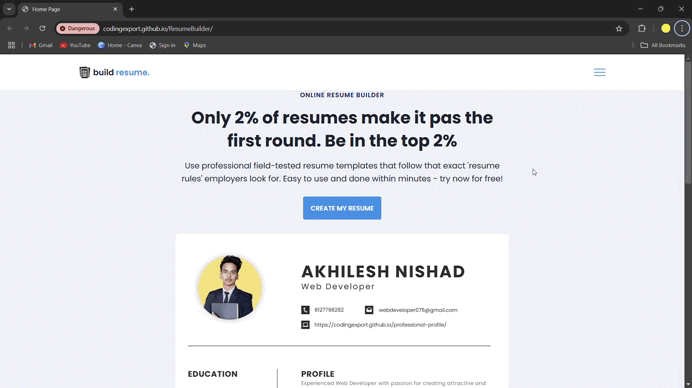 Home Page
Dangerous
codingexport.github.io/ResumeBuilder/
Gmail
YouTube
Home - Canva
Sign in
Maps
All Bookmarks
build resume.
ONLINE RESUME BUILDER
Only 2% of resumes make it pas the
first round. Be in the top 2%
Use professional field-tested resume templates that follow that exact 'resume
rules' employers look for. Easy to use and done within minutes - try now for free!
CREATE MY RESUME
AKHILESH NISHAD
Web Developer
8127798282
webdeveloper075@gmail.com
https://codingexport.github.io/professional-profile/
EDUCATION
PROFILE
Experienced Web Developer with passion for creating attractive and